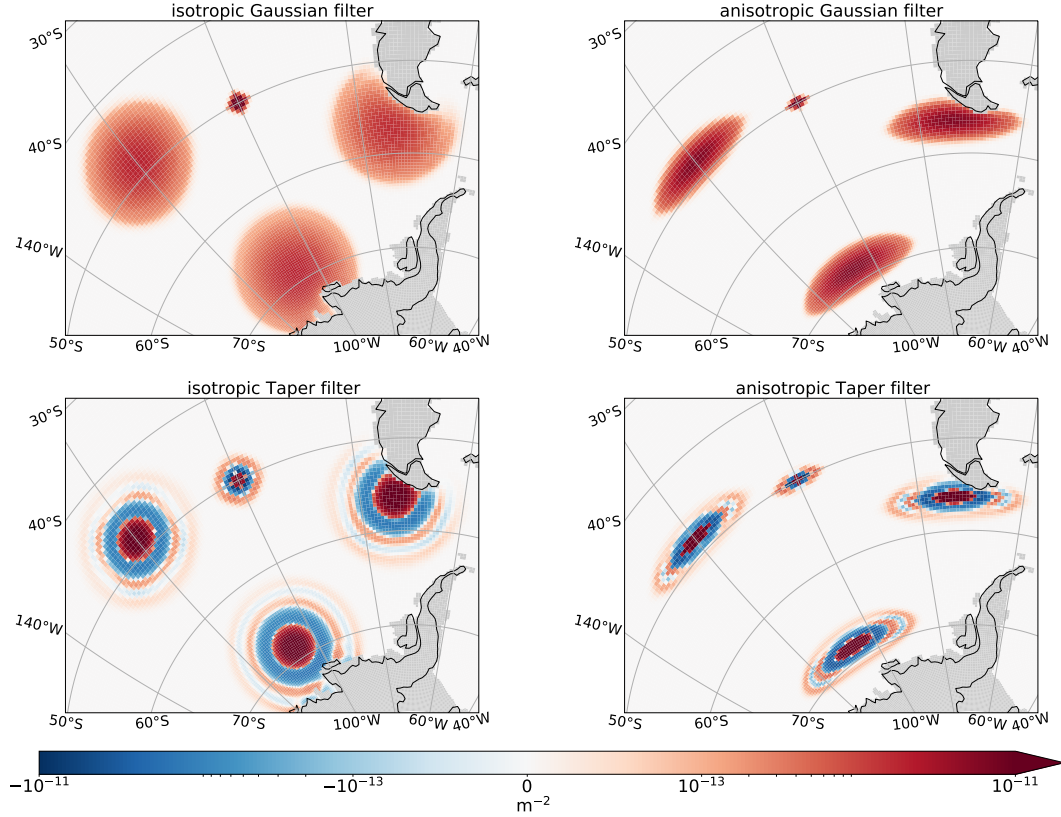 isotropic Gaussian filter
anisotropic Gaussian filter
30°S
40°S
140°W
50°S 60°S 70°S 100°W 60°W 40°W
30°S
40°S
140°W
50°S 60°S 70°S 100°W 60°W 40°W
isotropic Taper filter
anisotropic Taper filter
30°S
40°S
140°W
50°S 60°S 70°S 100°W 60°W 40°W
30°S
40°S
140°W
50°S 60°S 70°S 100°W 60°W 40°W
−10⁻¹¹ −10⁻¹³ 0 10⁻¹³ 10⁻¹¹
m⁻²